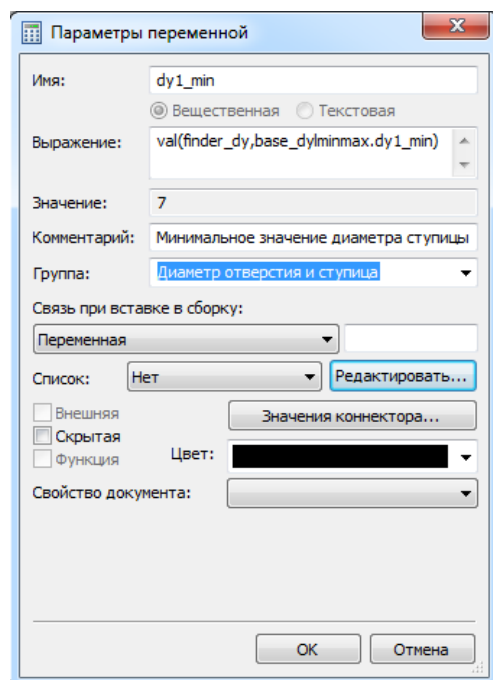 Параметры переменной
Имя: dy1_min
Вещественная Текстовая
Выражение: val(finder_dy,base_dylminmax.dy1_min)
Значение: 7
Комментарий: Минимальное значение диаметра ступицы
Группа: Диаметр отверстия и ступица
Связь при вставке в сборку:
Переменная
Список: Нет Редактировать...
Внешняя Значения коннектора...
Скрытая
Функция Цвет:
Свойство документа:
OK Отмена